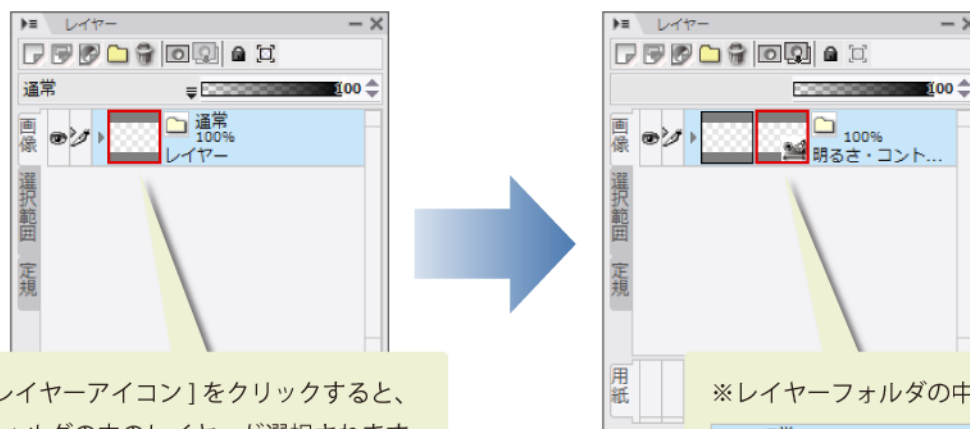 レイヤー
通常
100
画像
通常
100%
レイヤー
選択範囲
定規
レイヤーアイコン ] をクリックすると、
レイヤー
100
画像
100%
明るさ・コント...
選択範囲
定規
用紙
※レイヤーフォルダの中